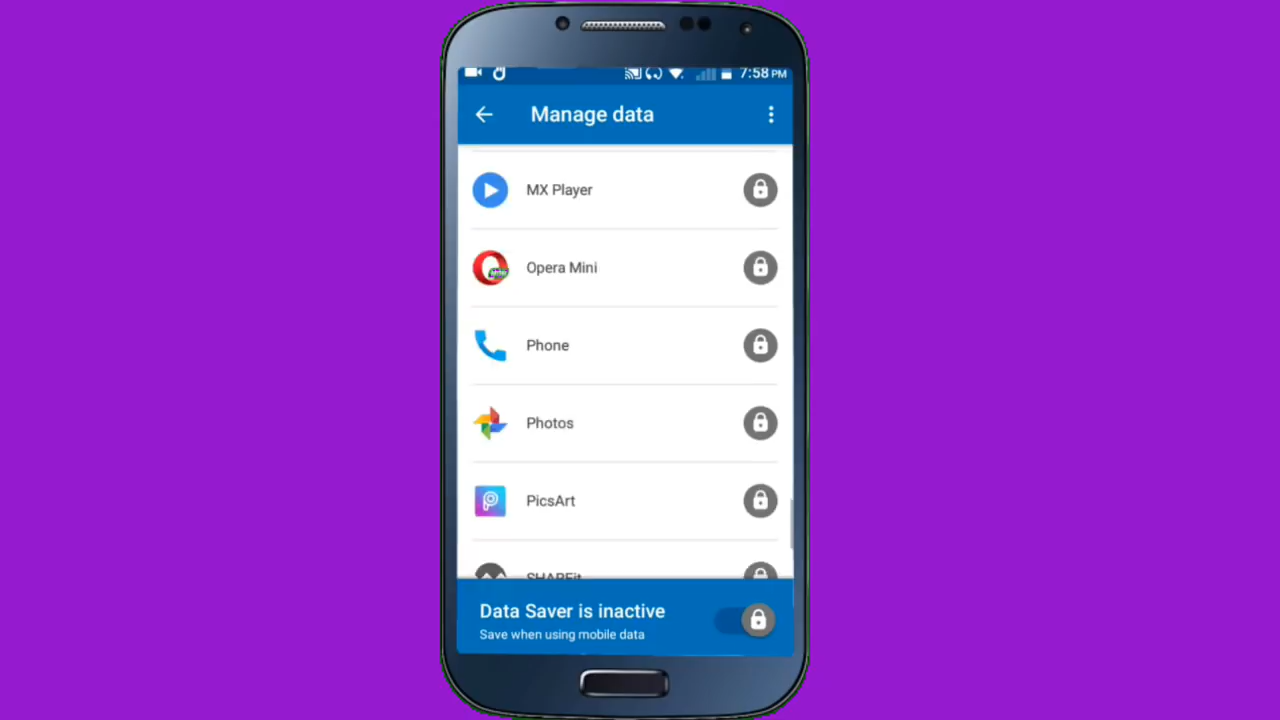 7:58 PM
Manage data
MX Player
Opera Mini
Phone
Photos
PicsArt
SHAREit
Data Saver is inactive
Save when using mobile data